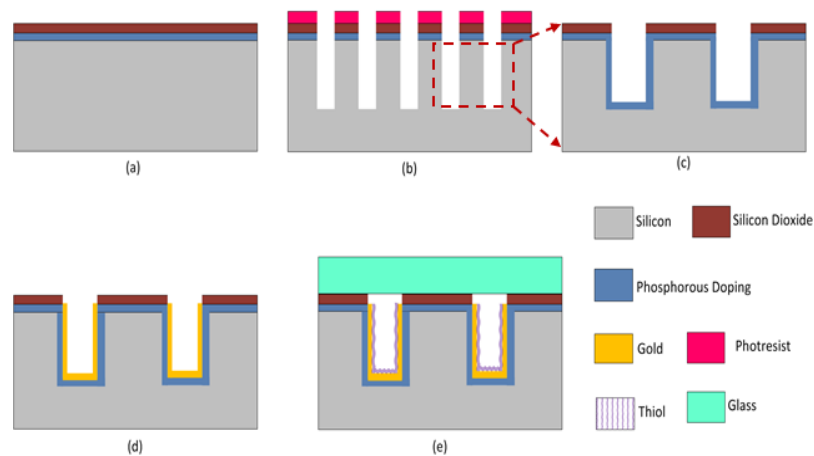 (a)
(b)
(c)
Silicon
Silicon Dioxide
Phosphorous Doping
Gold
Photresist
Thiol
Glass
(d)
(e)